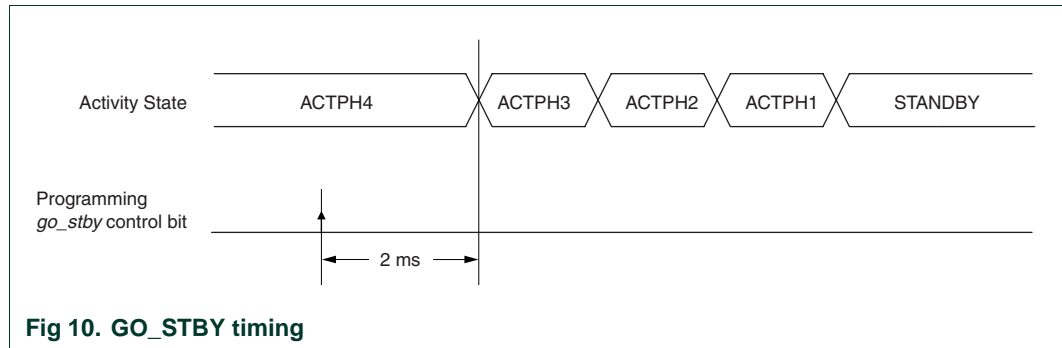 Activity State
ACTPH4
ACTPH3
ACTPH2
ACTPH1
STANDBY
Programming
go_stby control bit
2 ms
Fig 10. GO_STBY timing